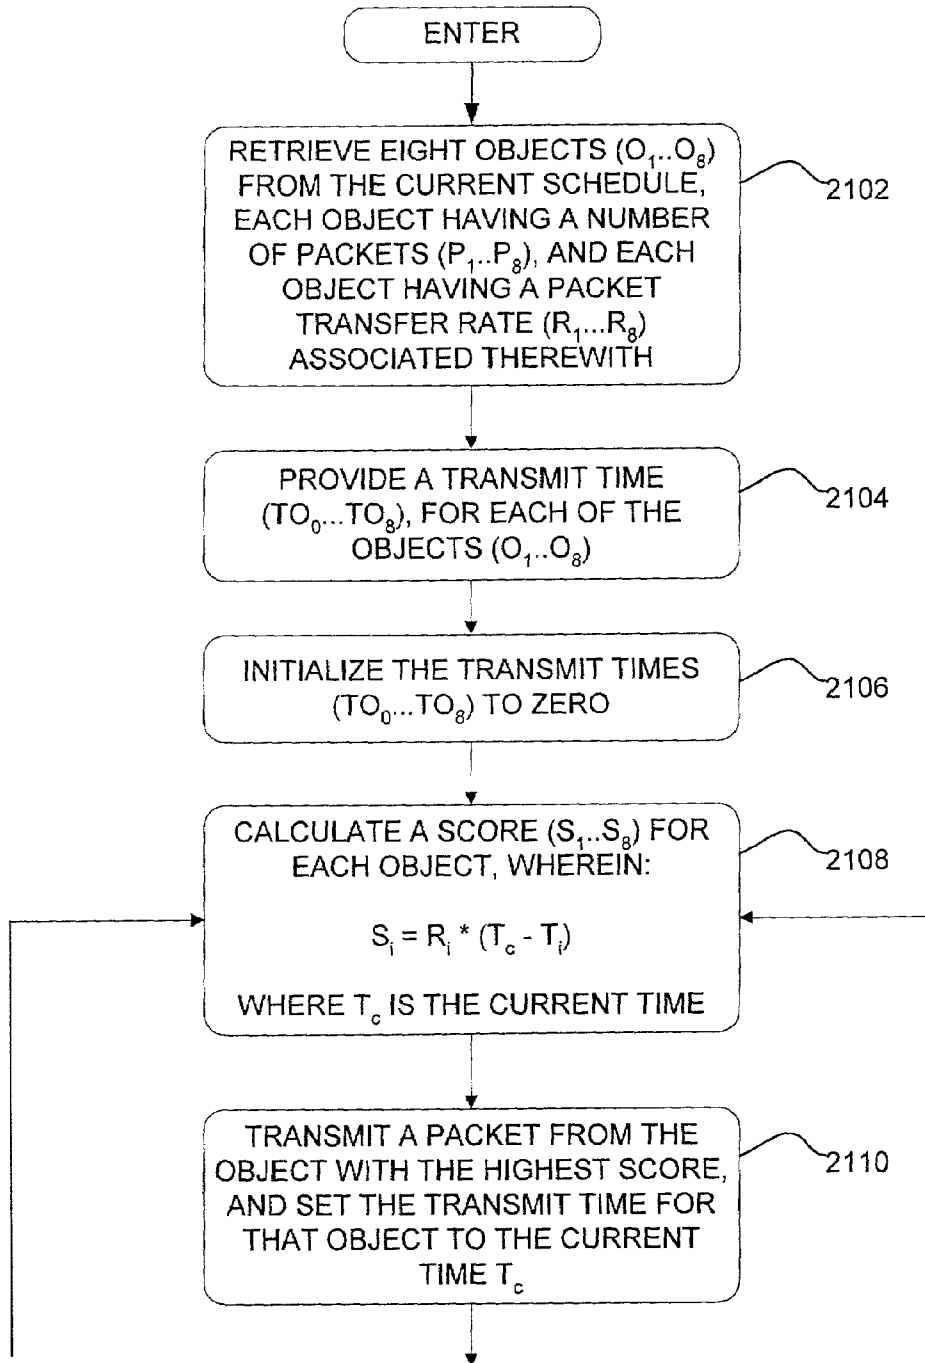 ENTER
RETRIEVE EIGHT OBJECTS (O₁..O₈)
FROM THE CURRENT SCHEDULE,
EACH OBJECT HAVING A NUMBER
OF PACKETS (P₁..P₈), AND EACH
OBJECT HAVING A PACKET
TRANSFER RATE (R₁...R₈)
ASSOCIATED THEREWITH
2102
PROVIDE A TRANSMIT TIME
(TO₀...TO₈), FOR EACH OF THE
OBJECTS (O₁..O₈)
2104
INITIALIZE THE TRANSMIT TIMES
(TO₀...TO₈) TO ZERO
2106
CALCULATE A SCORE (S₁..S₈) FOR
EACH OBJECT, WHEREIN:
Sᵢ = Rᵢ * (T꜀ - Tᵢ)
WHERE T꜀ IS THE CURRENT TIME
2108
TRANSMIT A PACKET FROM THE
OBJECT WITH THE HIGHEST SCORE,
AND SET THE TRANSMIT TIME FOR
THAT OBJECT TO THE CURRENT
TIME T꜀
2110